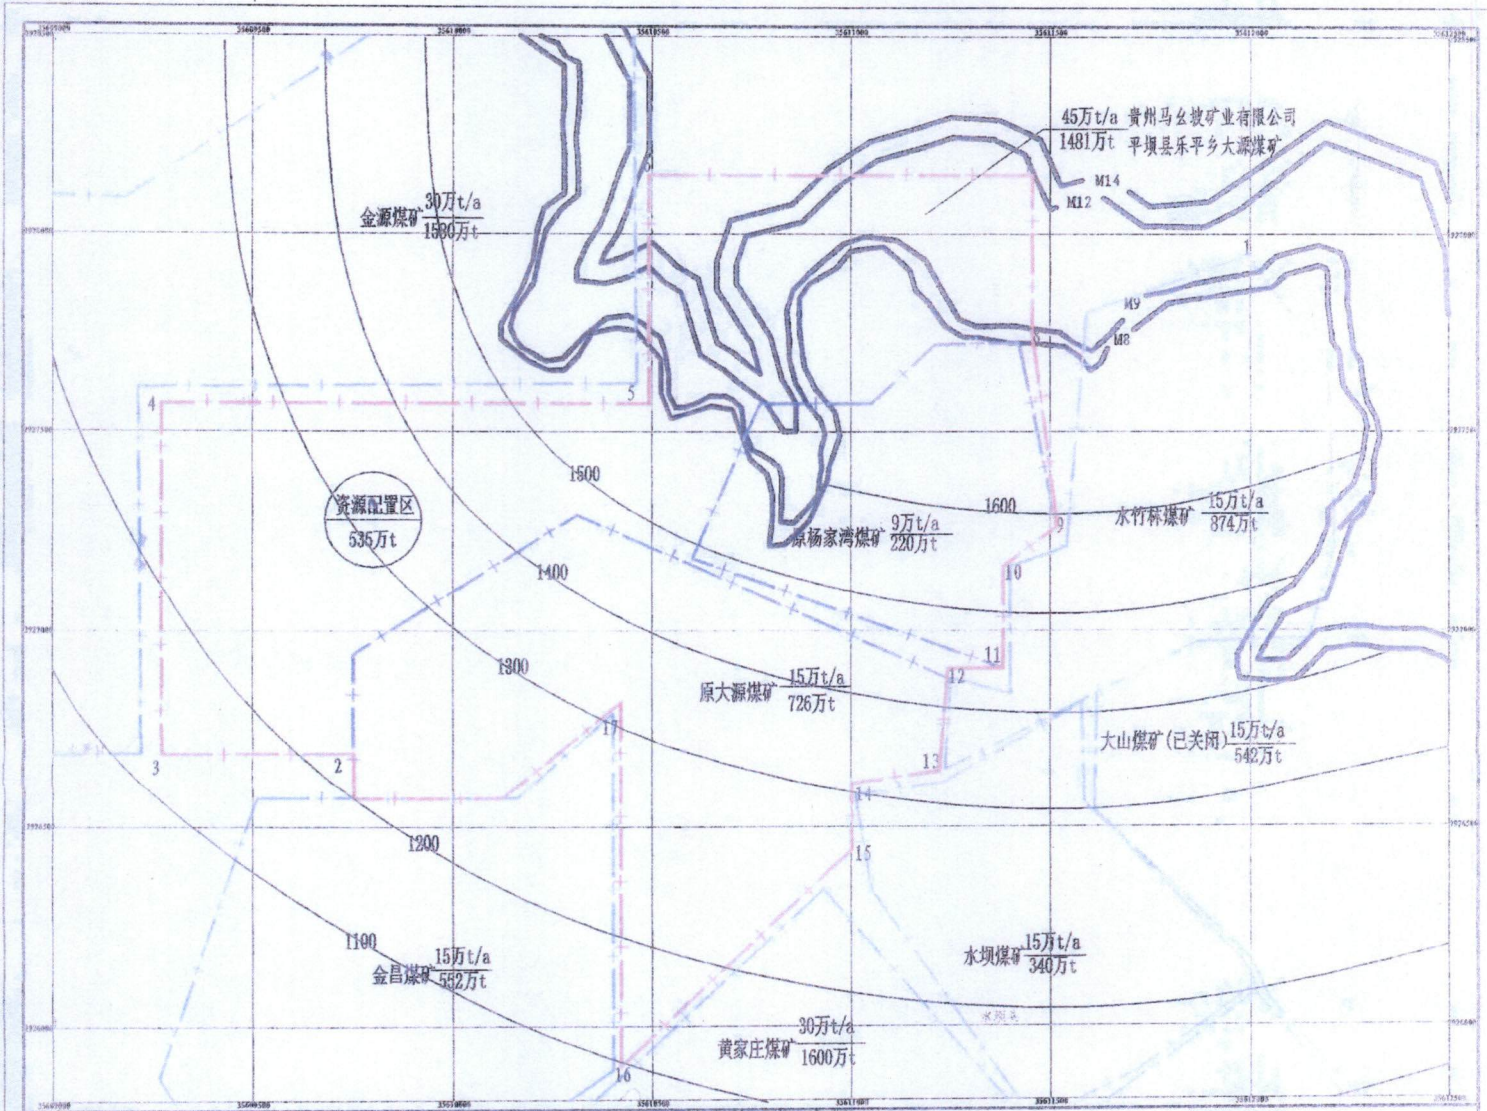 45万t/a 贵州马幺坡矿业有限公司
1481万t 平坝县乐平乡大源煤矿
M14
M12
金源煤矿 30万t/a
1580万t
1
M9
M8
4
5
1500
资源配置区
535万t
1600
水竹林煤矿 15万t/a
874万t
9
原杨家湾煤矿 9万t/a
220万t
1400
10
1300
11
12
原大源煤矿 15万t/a
726万t
17
大山煤矿(已关闭) 15万t/a
542万t
3
2
13
14
1200
15
1100
金昌煤矿 15万t/a
552万t
水坝煤矿 15万t/a
340万t
黄家庄煤矿 30万t/a
1600万t
16